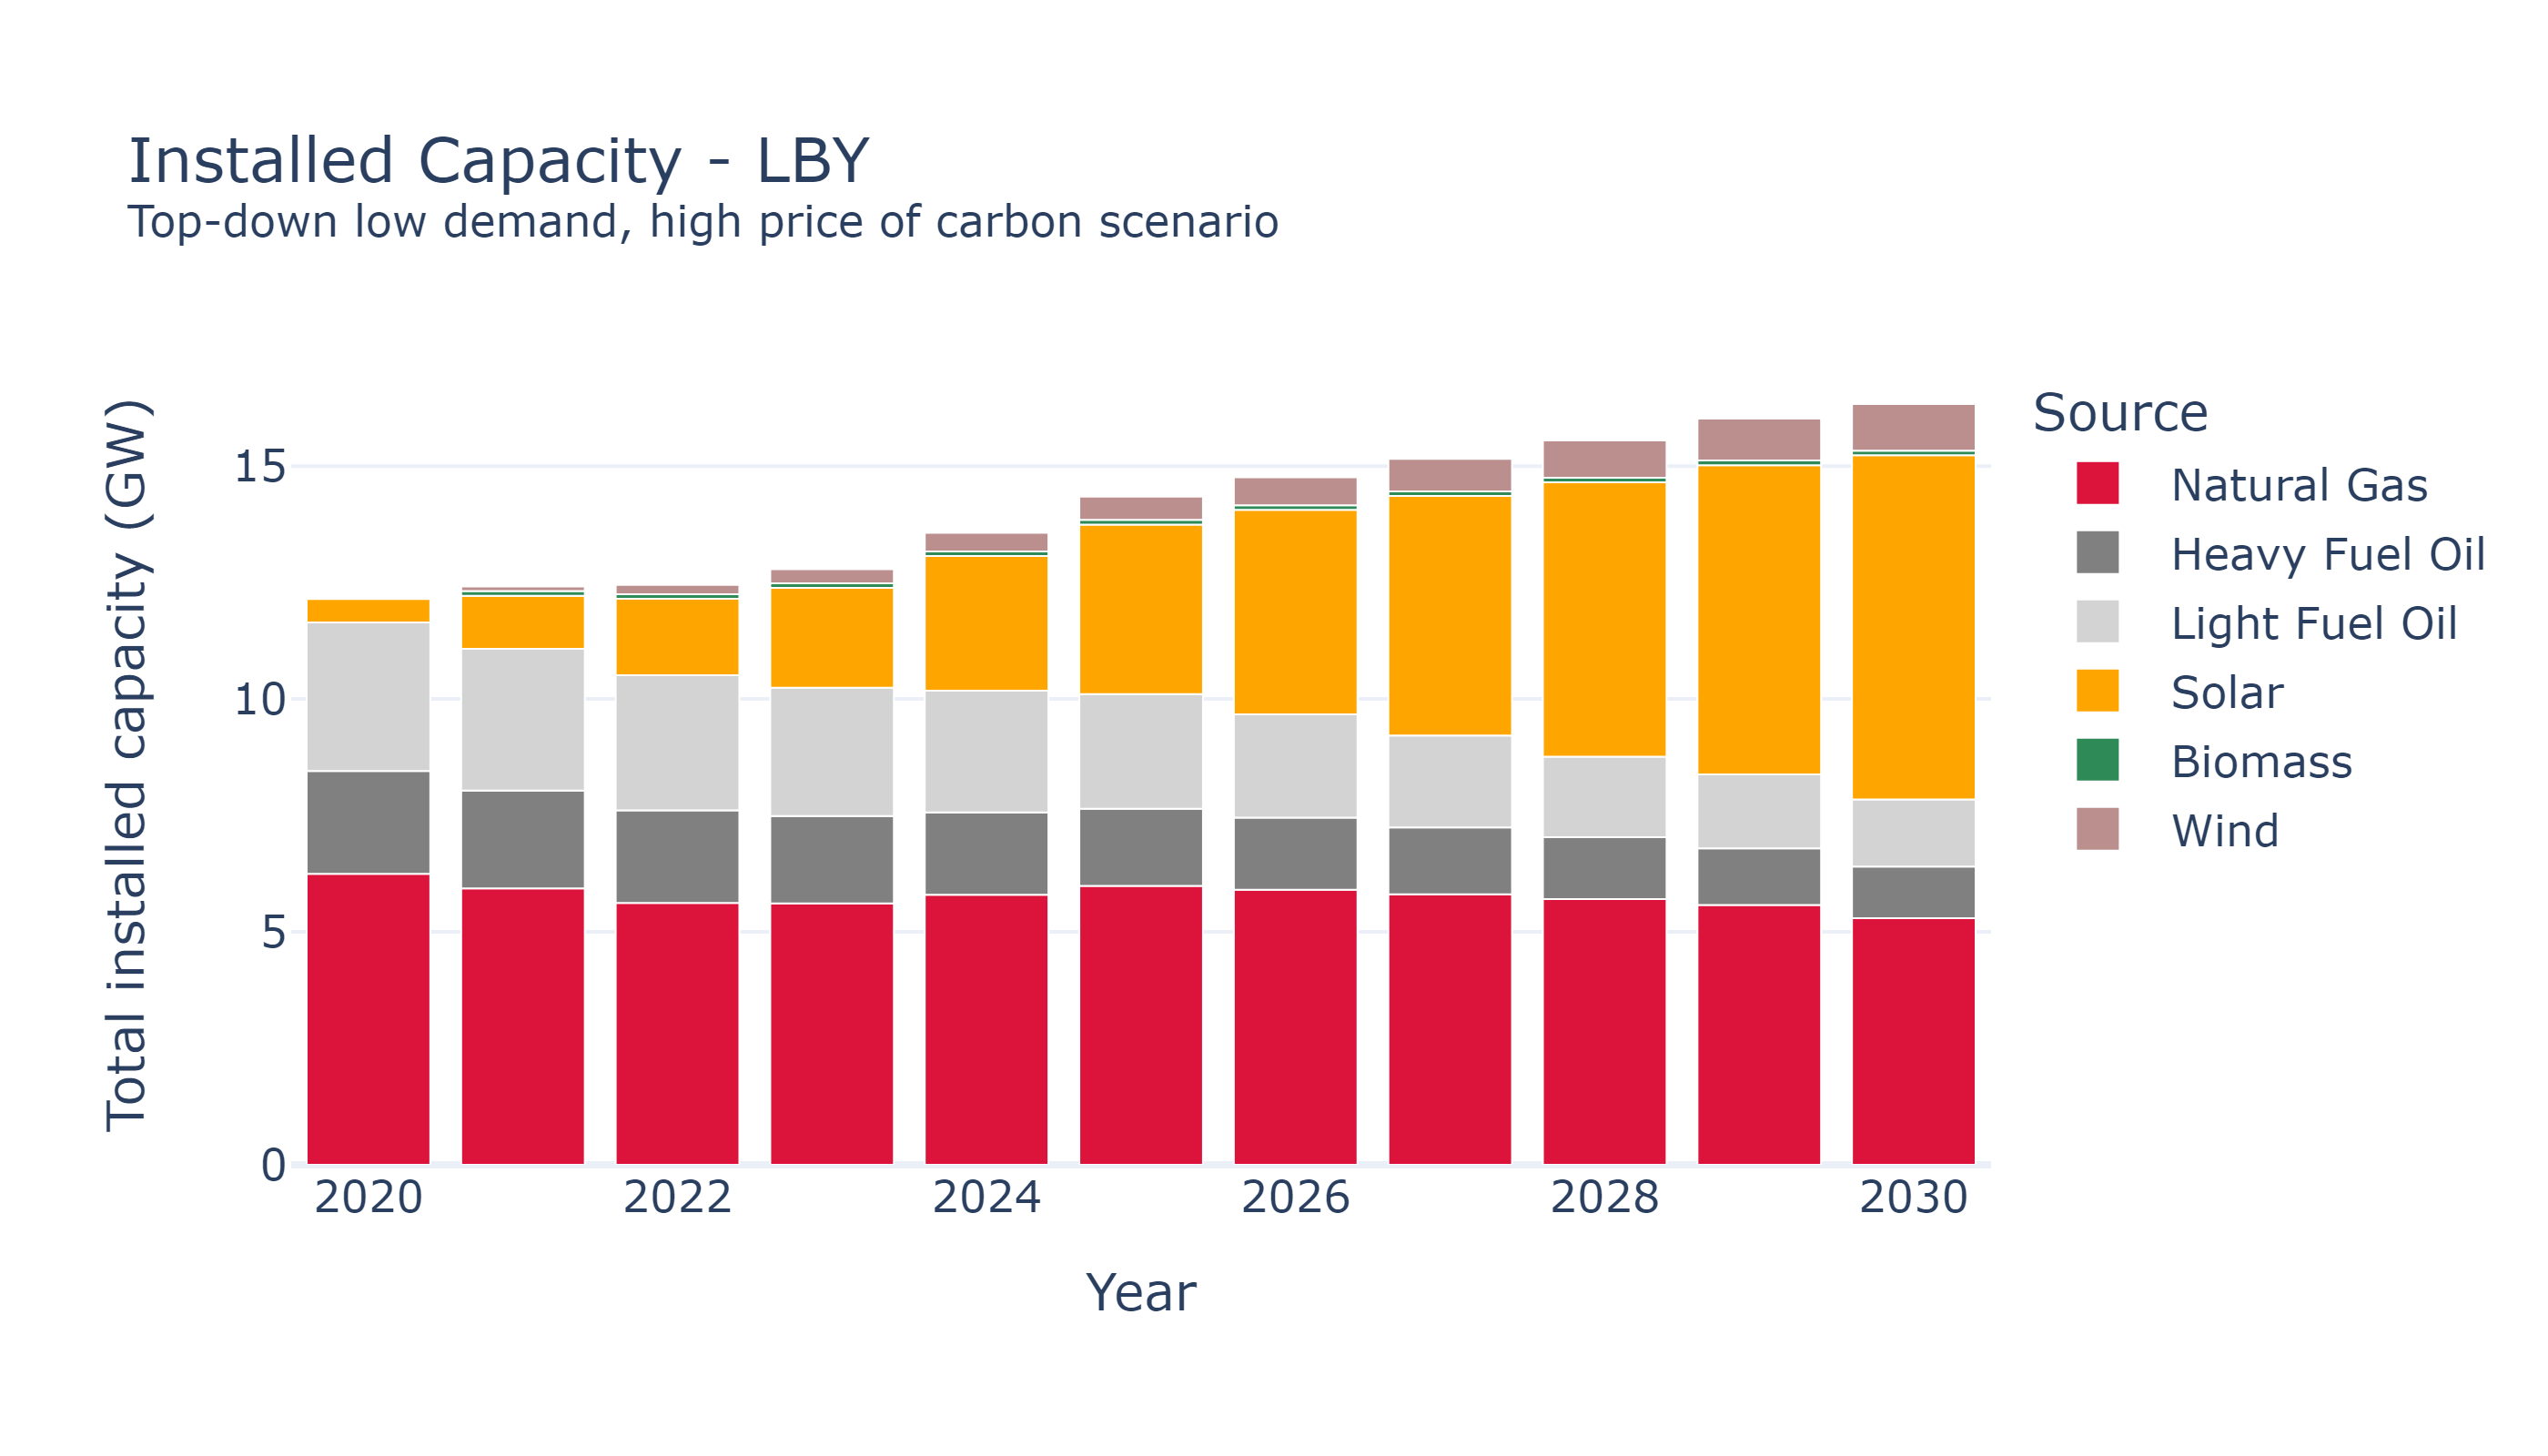 Installed Capacity - LBY
Top-down low demand, high price of carbon scenario
Total installed capacity (GW)
15
10
5
0
2020
2022
2024
2026
2028
2030
Year
Source
Natural Gas
Heavy Fuel Oil
Light Fuel Oil
Solar
Biomass
Wind